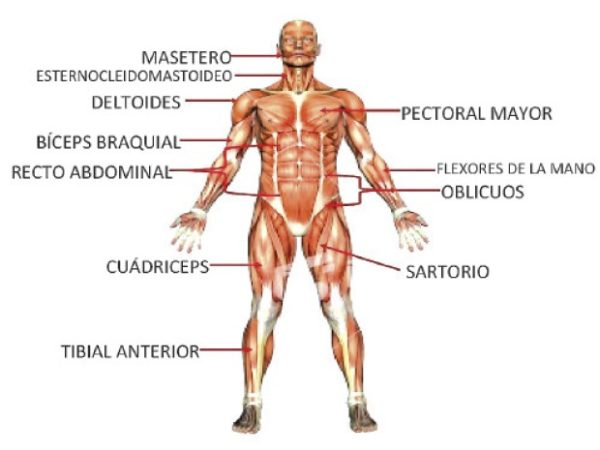 MASETERO
ESTERNOCLEIDOMASTOIDEO
DELTOIDES
PECTORAL MAYOR
BÍCEPS BRAQUIAL
RECTO ABDOMINAL
FLEXORES DE LA MANO
OBLICUOS
CUÁDRICEPS
SARTORIO
TIBIAL ANTERIOR